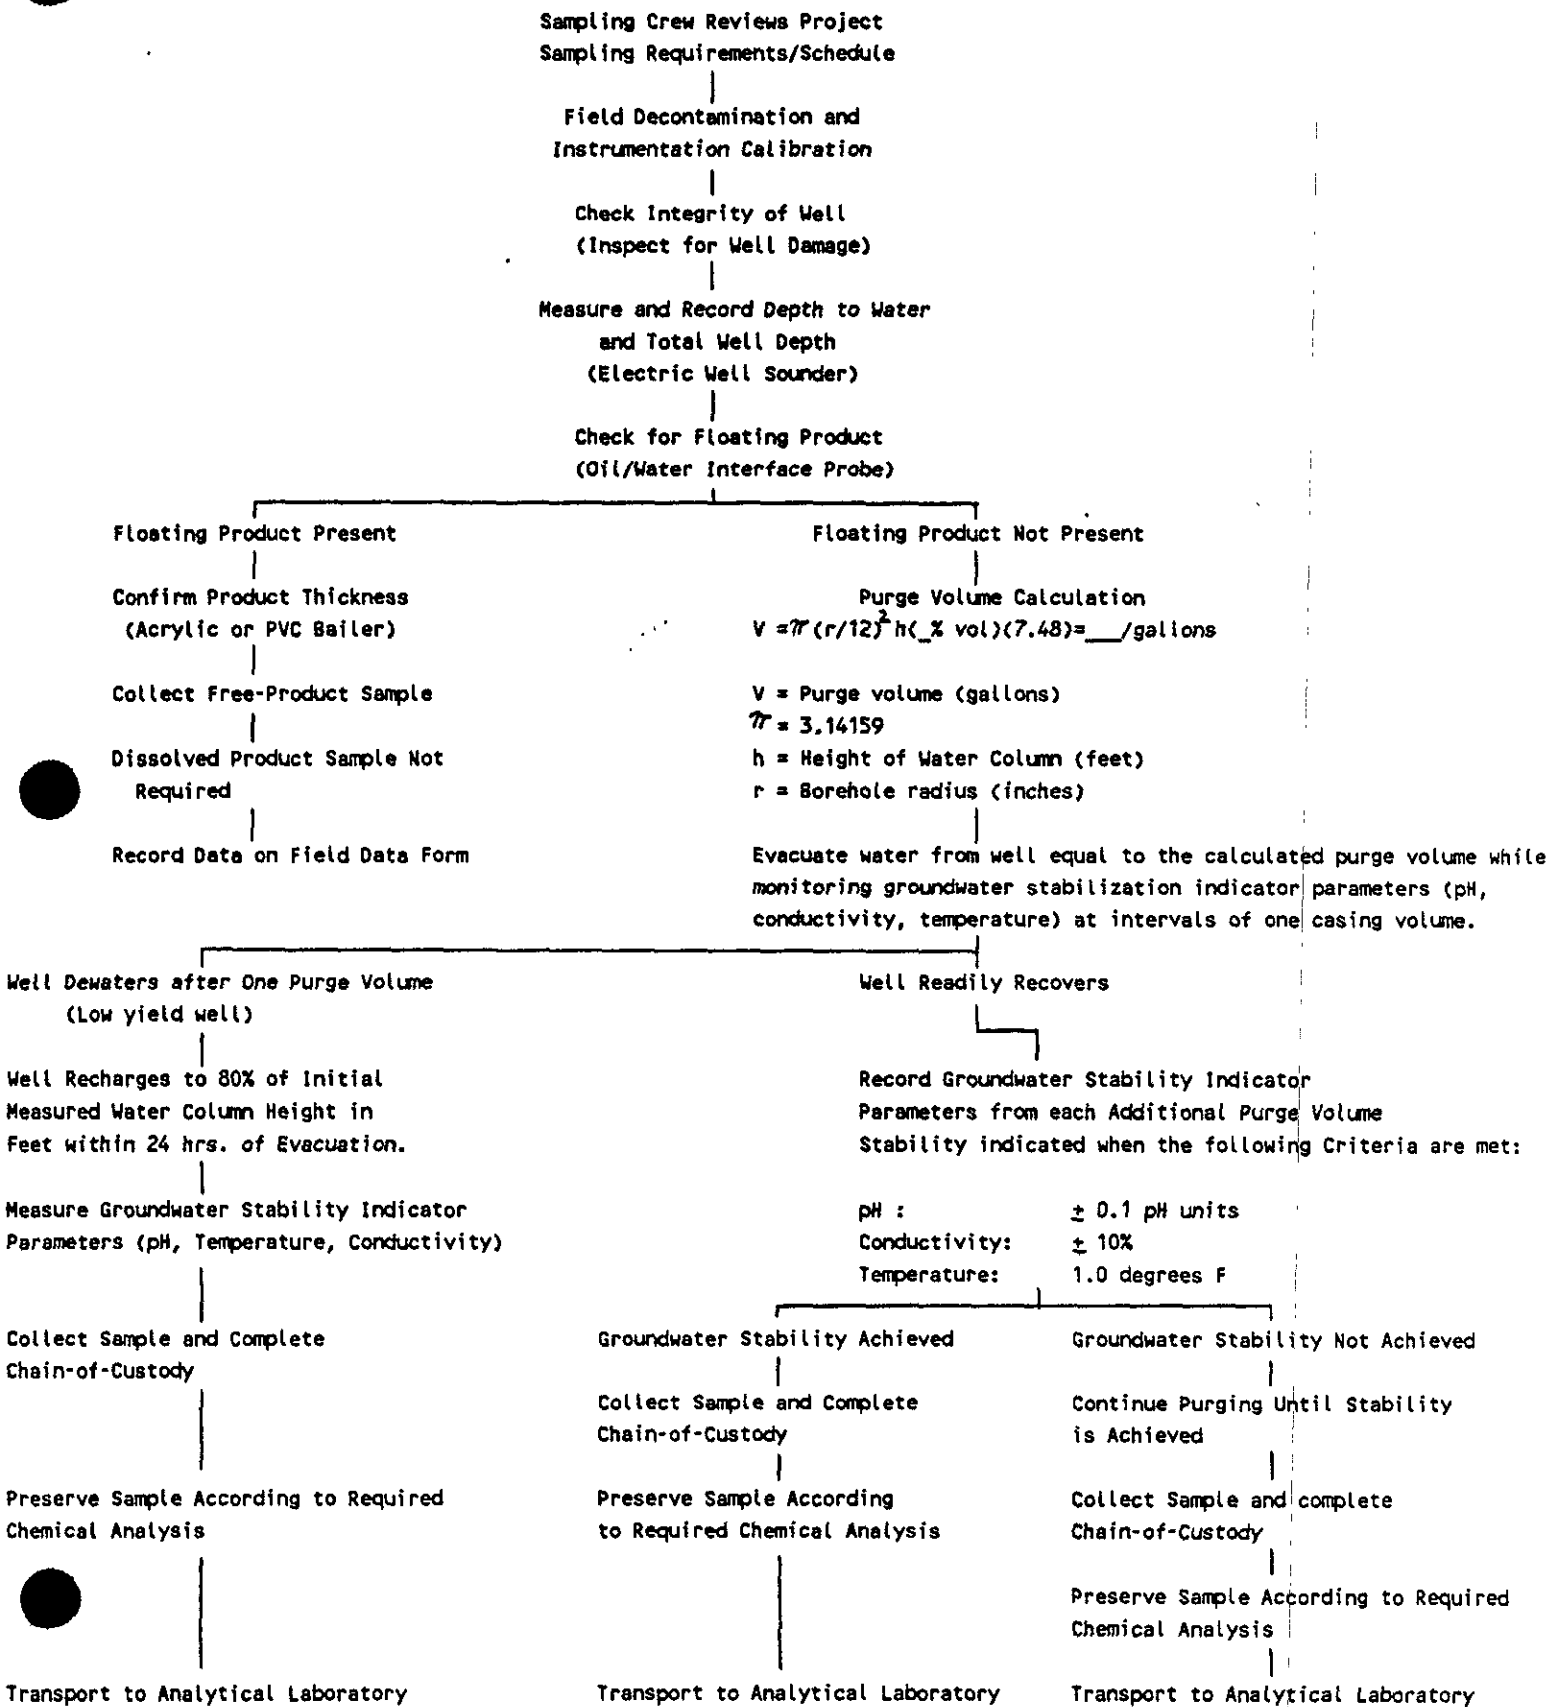 Sampling Crew Reviews Project
Sampling Requirements/Schedule
Field Decontamination and
Instrumentation Calibration
Check Integrity of Well
(Inspect for Well Damage)
Measure and Record Depth to Water
and Total Well Depth
(Electric Well Sounder)
Check for Floating Product
(Oil/Water Interface Probe)
Floating Product Present
Confirm Product Thickness
(Acrylic or PVC Bailer)
Collect Free-Product Sample
Dissolved Product Sample Not
Required
Record Data on Field Data Form
Floating Product Not Present
Purge Volume Calculation
V =π(r/12)² h(_% vol)(7.48)=___/gallons
V = Purge volume (gallons)
π = 3.14159
h = Height of Water Column (feet)
r = Borehole radius (inches)
Evacuate water from well equal to the calculated purge volume while
monitoring groundwater stabilization indicator parameters (pH,
conductivity, temperature) at intervals of one casing volume.
Well Dewaters after One Purge Volume
(Low yield well)
Well Recharges to 80% of Initial
Measured Water Column Height in
Feet within 24 hrs. of Evacuation.
Measure Groundwater Stability Indicator
Parameters (pH, Temperature, Conductivity)
Collect Sample and Complete
Chain-of-Custody
Preserve Sample According to Required
Chemical Analysis
Transport to Analytical Laboratory
Well Readily Recovers
Record Groundwater Stability Indicator
Parameters from each Additional Purge Volume
Stability indicated when the following Criteria are met:
pH : ± 0.1 pH units
Conductivity: ± 10%
Temperature: 1.0 degrees F
Groundwater Stability Achieved
Collect Sample and Complete
Chain-of-Custody
Preserve Sample According
to Required Chemical Analysis
Transport to Analytical Laboratory
Groundwater Stability Not Achieved
Continue Purging Until Stability
is Achieved
Collect Sample and complete
Chain-of-Custody
Preserve Sample According to Required
Chemical Analysis
Transport to Analytical Laboratory